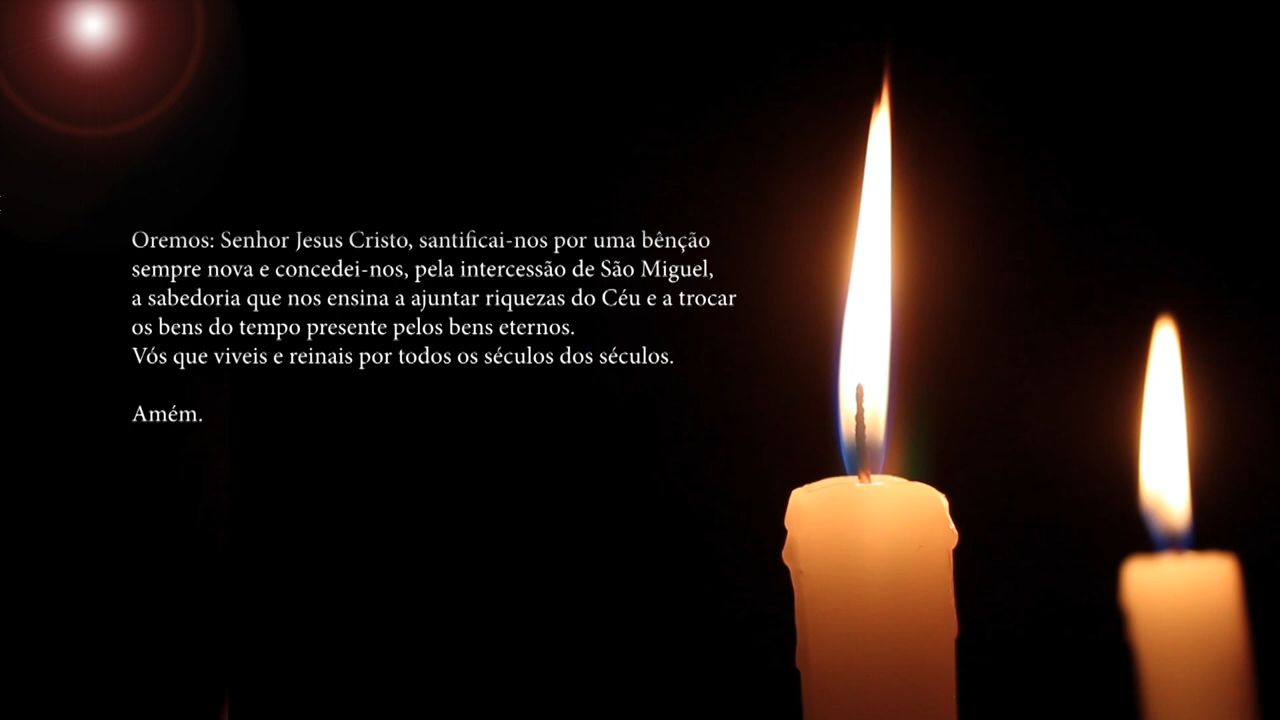 Oremos: Senhor Jesus Cristo, santificai-nos por uma bênção
sempre nova e concedei-nos, pela intercessão de São Miguel,
a sabedoria que nos ensina a ajuntar riquezas do Céu e a trocar
os bens do tempo presente pelos bens eternos.
Vós que viveis e reinais por todos os séculos dos séculos.
Amém.